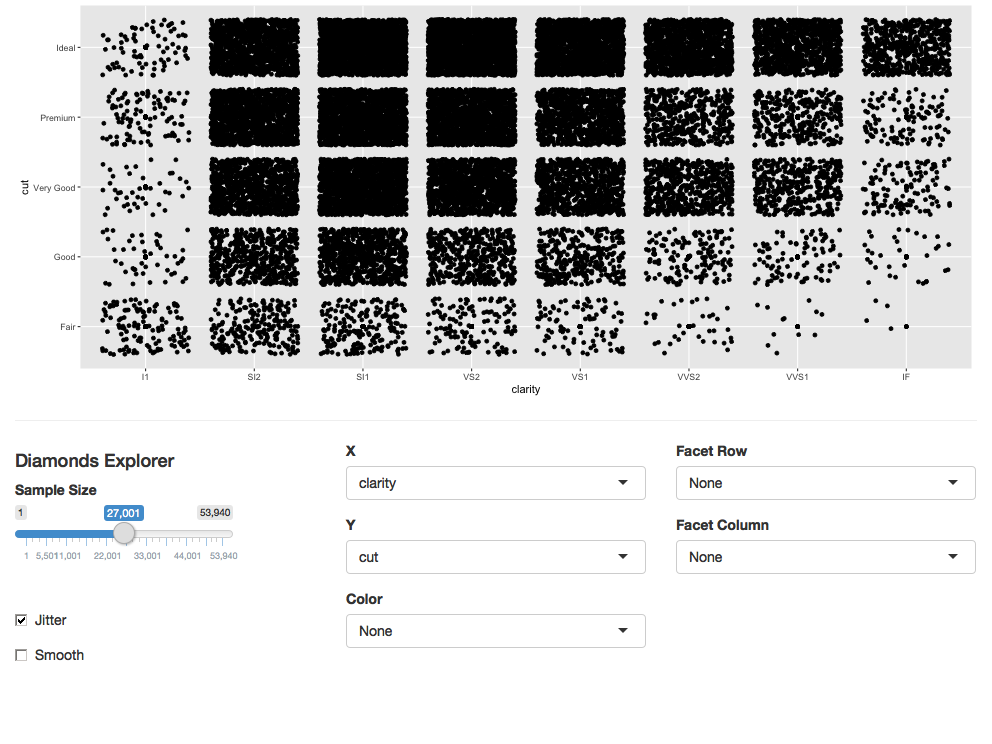 Ideal
Premium
Very Good
Good
Fair
cut
I1 SI2 SI1 VS2 VS1 VVS2 VVS1 IF
clarity
Diamonds Explorer
Sample Size
1 27,001 53,940
1 5,501 11,001 22,001 33,001 44,001 53,940
Jitter
Smooth
X
clarity
Y
cut
Color
None
Facet Row
None
Facet Column
None